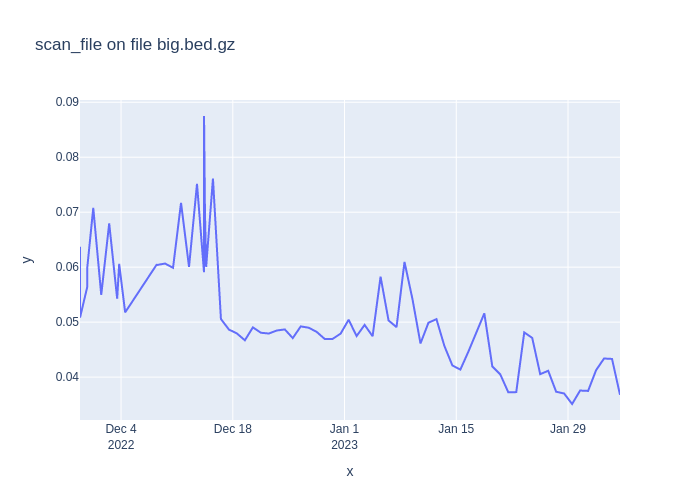 scan_file on file big.bed.gz
0.09
0.08
0.07
0.06
0.05
0.04
y
Dec 4
2022
Dec 18
Jan 1
2023
Jan 15
Jan 29
x